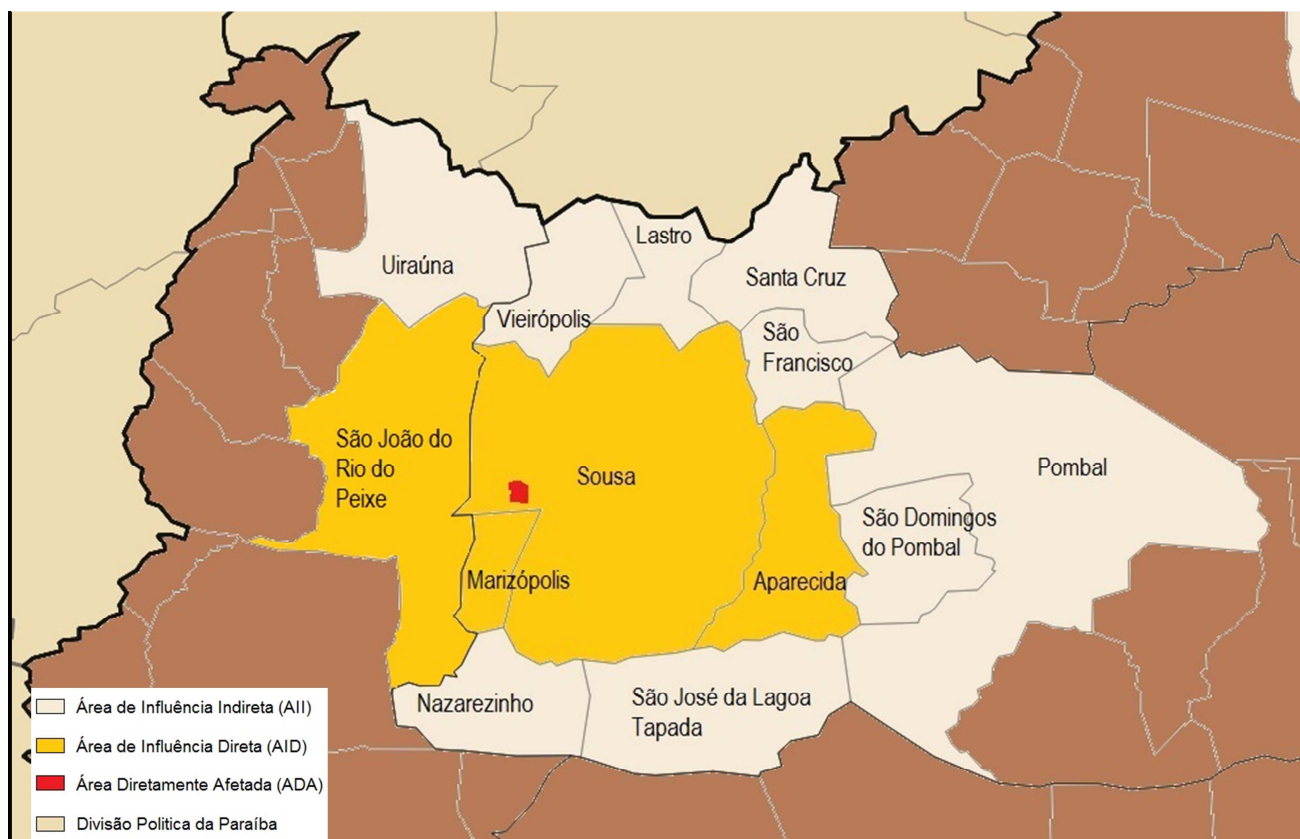 Lastro
Uiraúna
Santa Cruz
Vieirópolis
São
Francisco
São João do
Rio do
Peixe
Sousa
Pombal
São Domingos
do Pombal
Marizópolis
Aparecida
Nazarezinho
São José da Lagoa
Tapada
Área de Influência Indireta (AII)
Área de Influência Direta (AID)
Área Diretamente Afetada (ADA)
Divisão Politica da Paraíba